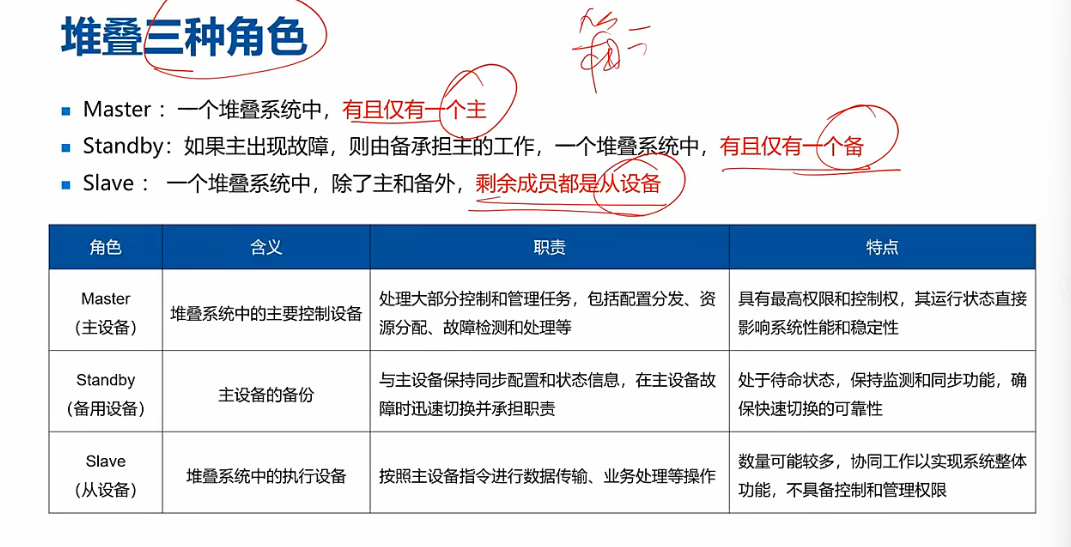 堆叠三种角色
Master ：一个堆叠系统中，有且仅有一个主
Standby：如果主出现故障，则由备承担主的工作，一个堆叠系统中，有且仅有一个备
Slave ： 一个堆叠系统中，除了主和备外，剩余成员都是从设备
角色 含义 职责 特点
Master
（主设备）
堆叠系统中的主要控制设备
处理大部分控制和管理任务，包括配置分发、资
源分配、故障检测和处理等
具有最高权限和控制权，其运行状态直接
影响系统性能和稳定性
Standby
（备用设备）
主设备的备份
与主设备保持同步配置和状态信息，在主设备故
障时迅速切换并承担职责
处于待命状态，保持监测和同步功能，确
保快速切换的可靠性
Slave
（从设备）
堆叠系统中的执行设备
按照主设备指令进行数据传输、业务处理等操作
数量可能较多，协同工作以实现系统整体
功能，不具备控制和管理权限